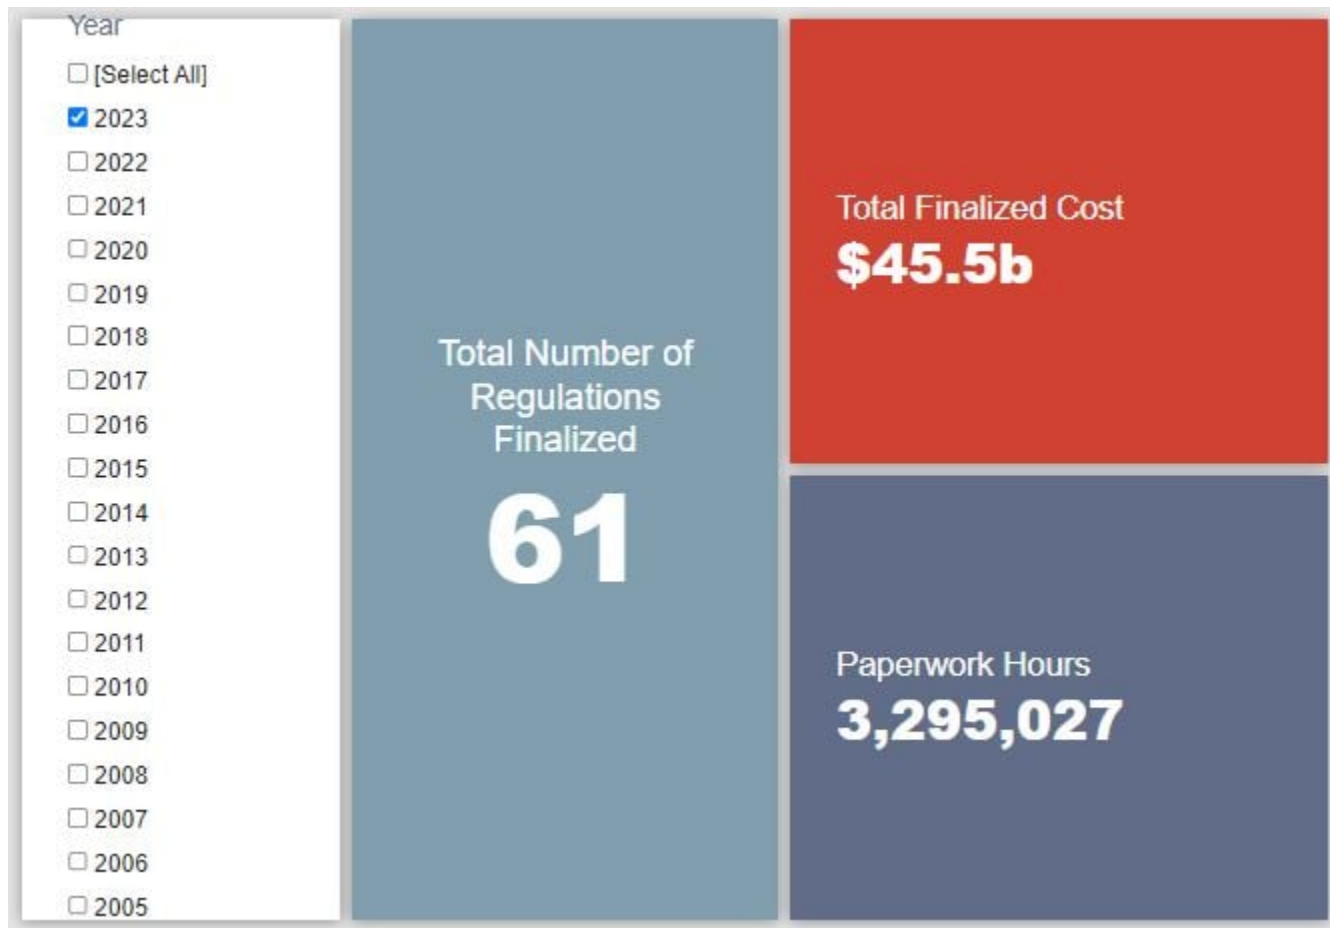 Year
[Select All]
2023
2022
2021
2020
2019
2018
2017
2016
2015
2014
2013
2012
2011
2010
2009
2008
2007
2006
2005
Total Number of
Regulations
Finalized
61
Total Finalized Cost
$45.5b
Paperwork Hours
3,295,027